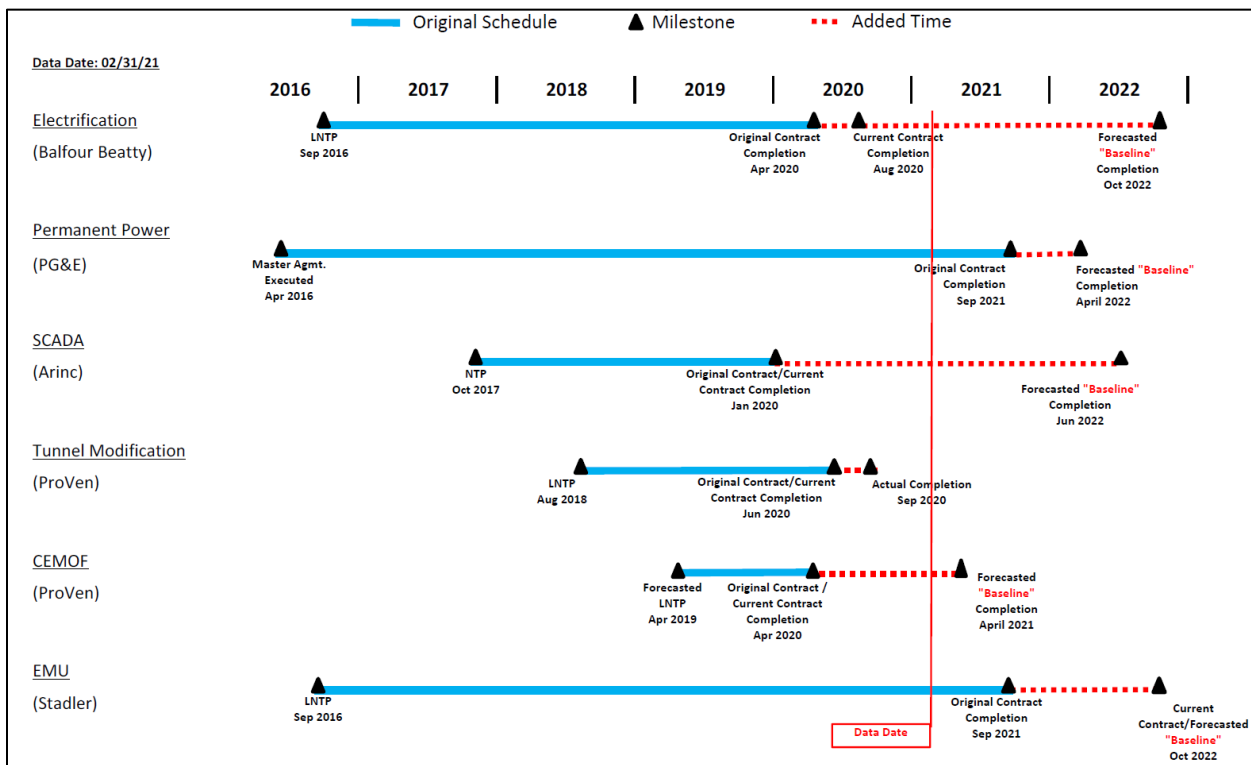 Original Schedule
Milestone
Added Time
Data Date: 02/31/21
2016
2017
2018
2019
2020
2021
2022
Electrification
(Balfour Beatty)
LNTP
Sep 2016
Original Contract
Completion
Apr 2020
Current Contract
Completion
Aug 2020
Forecasted
"Baseline"
Completion
Oct 2022
Permanent Power
(PG&E)
Master Agmt.
Executed
Apr 2016
Original Contract
Completion
Sep 2021
Forecasted "Baseline"
Completion
April 2022
SCADA
(Arinc)
NTP
Oct 2017
Original Contract/Current
Contract Completion
Jan 2020
Forecasted "Baseline"
Completion
Jun 2022
Tunnel Modification
(ProVen)
LNTP
Aug 2018
Original Contract/Current
Contract Completion
Jun 2020
Actual Completion
Sep 2020
CEMOF
(ProVen)
Forecasted
LNTP
Apr 2019
Original Contract /
Current Contract
Completion
Apr 2020
Forecasted
"Baseline"
Completion
April 2021
EMU
(Stadler)
LNTP
Sep 2016
Data Date
Original Contract
Completion
Sep 2021
Current
Contract/Forecasted
"Baseline"
Oct 2022